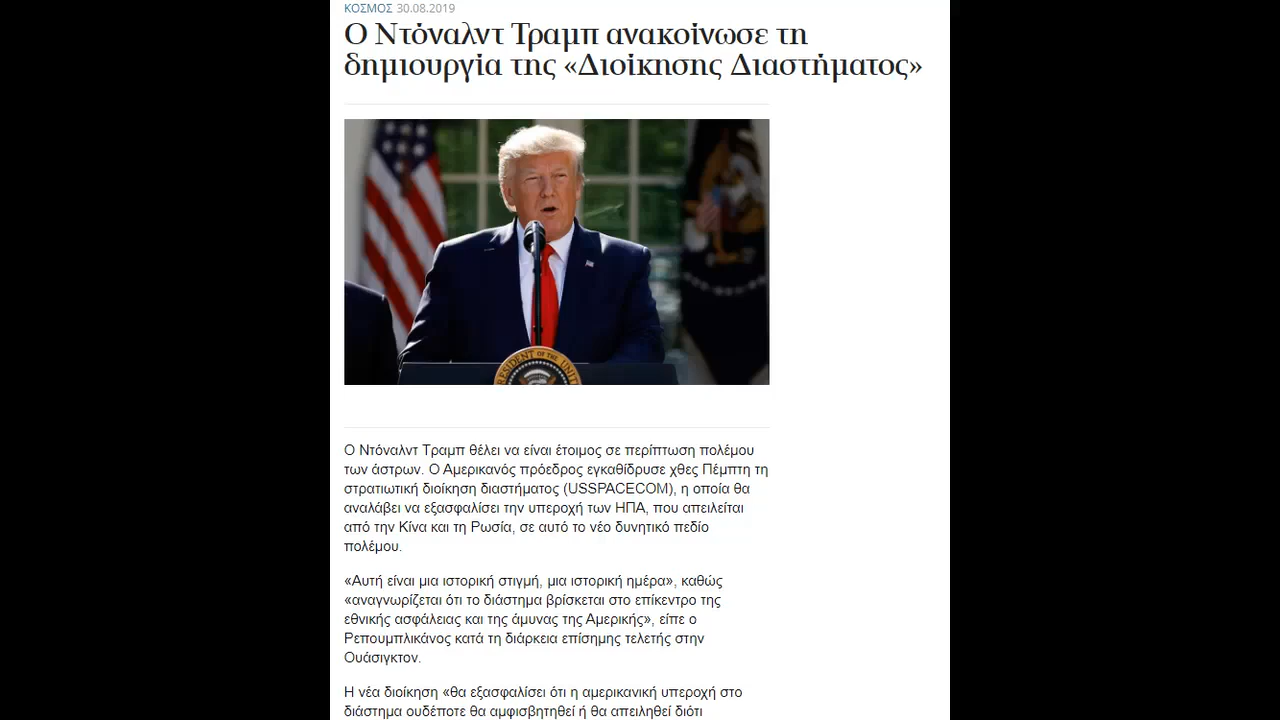 ΚΟΣΜΟΣ 30.08.2019
Ο Ντόναλντ Τραμπ ανακοίνωσε τη
δημιουργία της «Διοίκησης Διαστήματος»
PRESIDENT OF THE UNIT
Ο Ντόναλντ Τραμπ θέλει να είναι έτοιμος σε περίπτωση πολέμου
των άστρων. Ο Αμερικανός πρόεδρος εγκαθίδρυσε χθες Πέμπτη τη
στρατιωτική διοίκηση διαστήματος (USSPACECOM), η οποία θα
αναλάβει να εξασφαλίσει την υπεροχή των ΗΠΑ, που απειλείται
από την Κίνα και τη Ρωσία, σε αυτό το νέο δυνητικό πεδίο
πολέμου.
«Αυτή είναι μια ιστορική στιγμή, μια ιστορική ημέρα», καθώς
«αναγνωρίζεται ότι το διάστημα βρίσκεται στο επίκεντρο της
εθνικής ασφάλειας και της άμυνας της Αμερικής», είπε ο
Ρεπουμπλικάνος κατά τη διάρκεια επίσημης τελετής στην
Ουάσιγκτον.
Η νέα διοίκηση «θα εξασφαλίσει ότι η αμερικανική υπεροχή στο
διάστημα ουδέποτε θα αμφισβητηθεί ή θα απειληθεί διότι